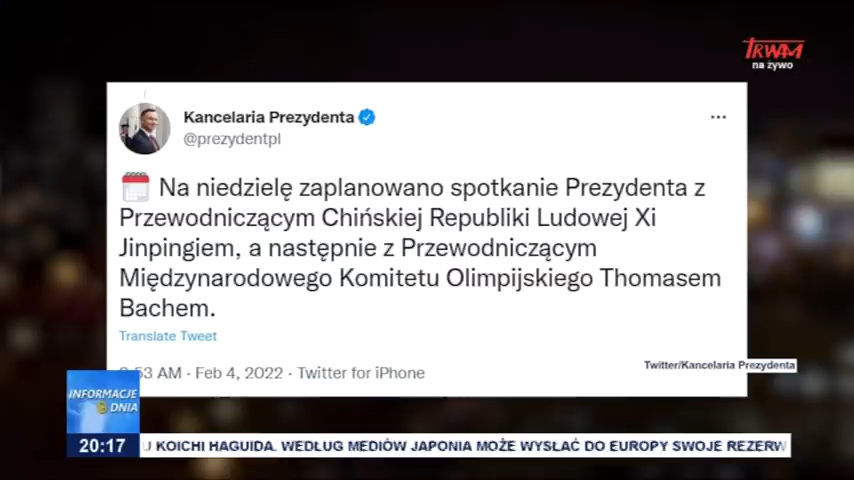 TRWAM
na żywo
Kancelaria Prezydenta
@prezydentpl
Na niedzielę zaplanowano spotkanie Prezydenta z
Przewodniczącym Chińskiej Republiki Ludowej Xi
Jinpingiem, a następnie z Przewodniczącym
Międzynarodowego Komitetu Olimpijskiego Thomasem
Bachem.
Translate Tweet
:53 AM · Feb 4, 2022 · Twitter for iPhone
Twitter/Kancelaria Prezydenta
INFORMACJE
DNIA
20:17
KOICHI HAGUIDA. WEDŁUG MEDIÓW JAPONIA MOŻE WYSŁAĆ DO EUROPY SWOJE REZERW